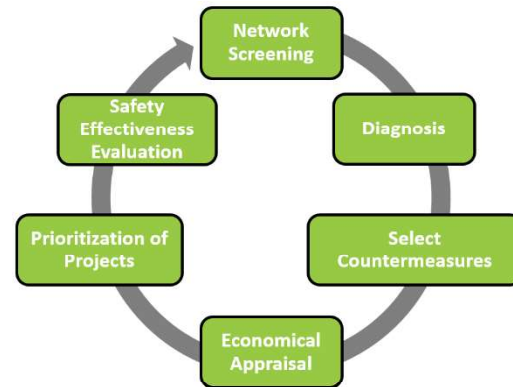 Network
Screening
Diagnosis
Select
Countermeasures
Economical
Appraisal
Prioritization of
Projects
Safety
Effectiveness
Evaluation